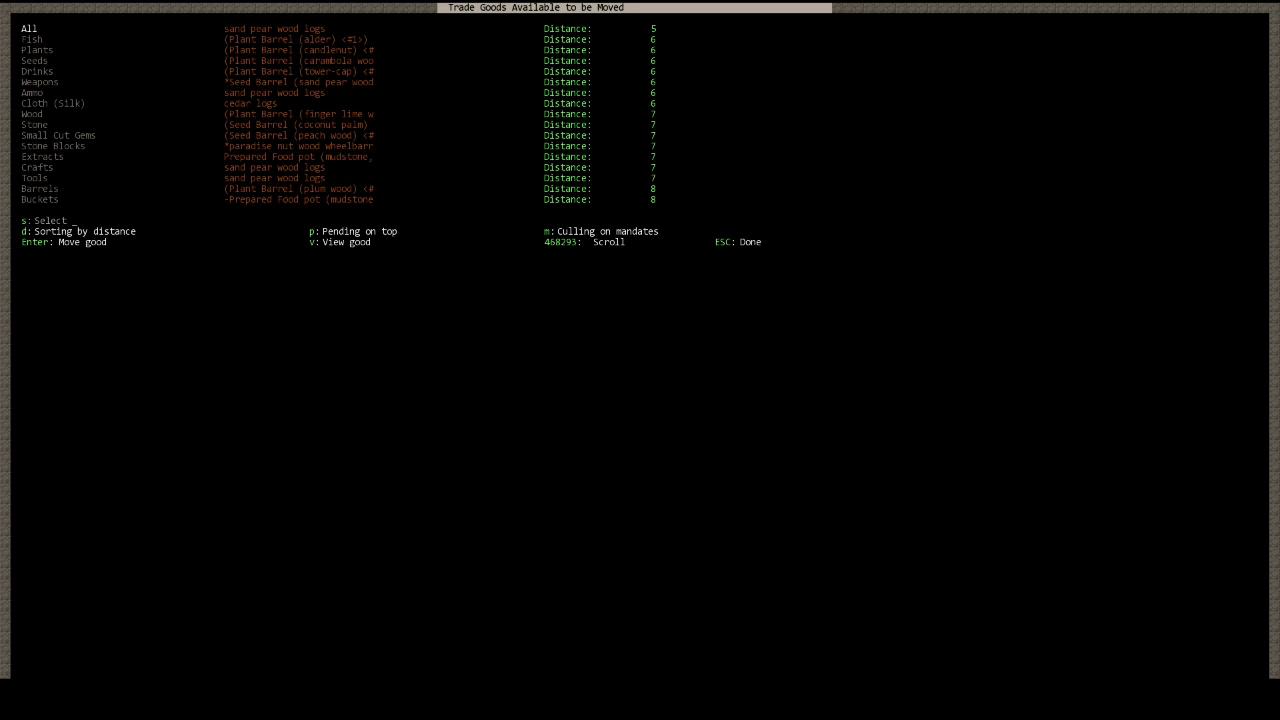 Trade Goods Available to be Moved
All sand pear wood logs Distance: 5
Fish (Plant Barrel (alder) <#1>) Distance: 6
Plants (Plant Barrel (candlenut) <# Distance: 6
Seeds (Plant Barrel (carambola woo Distance: 6
Drinks (Plant Barrel (tower-cap) <# Distance: 6
Weapons *Seed Barrel (sand pear wood Distance: 6
Ammo sand pear wood logs Distance: 6
Cloth (Silk) cedar logs Distance: 6
Wood (Plant Barrel (finger lime w Distance: 7
Stone (Seed Barrel (coconut palm) Distance: 7
Small Cut Gems (Seed Barrel (peach wood) <# Distance: 7
Stone Blocks *paradise nut wood wheelbarr Distance: 7
Extracts Prepared Food pot (mudstone, Distance: 7
Crafts sand pear wood logs Distance: 7
Tools sand pear wood logs Distance: 7
Barrels (Plant Barrel (plum wood) <# Distance: 8
Buckets -Prepared Food pot (mudstone Distance: 8
s: Select _
d: Sorting by distance p: Pending on top m: Culling on mandates
Enter: Move good v: View good 468293: Scroll ESC: Done